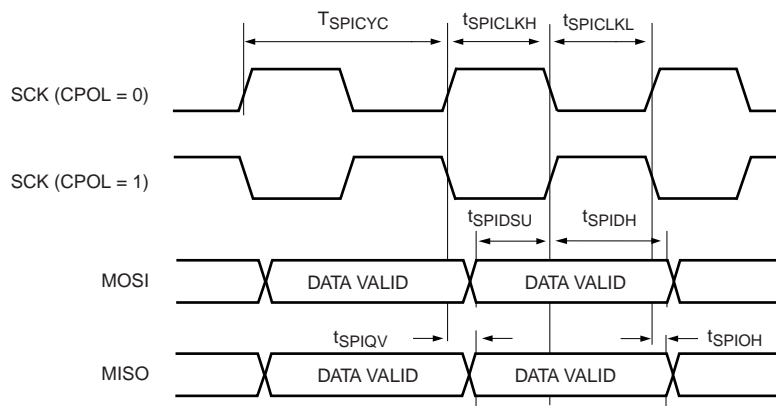 TSPICYC tSPICLKH tSPICLKL
SCK (CPOL = 0)
SCK (CPOL = 1)
tSPIDSU tSPIDH
MOSI DATA VALID DATA VALID
tSPIQV tSPIOH
MISO DATA VALID DATA VALID